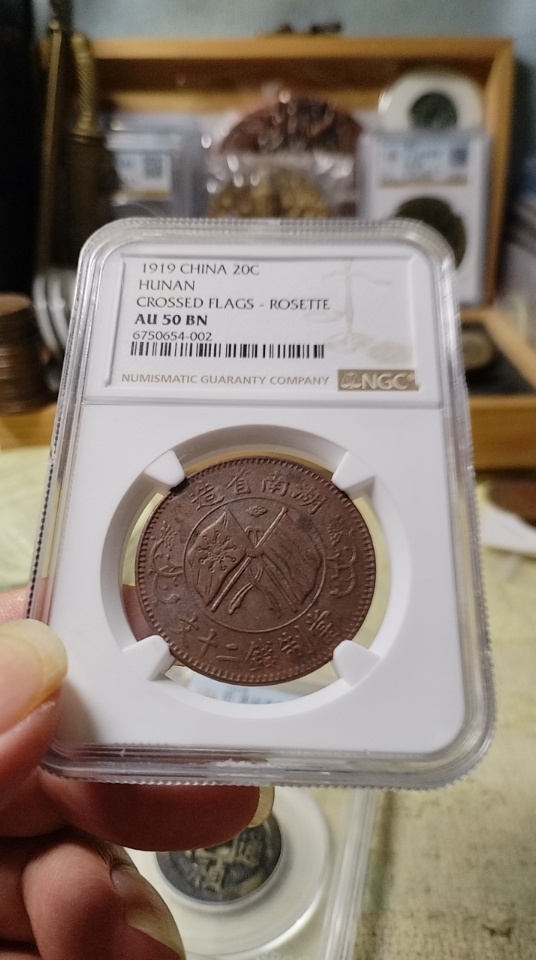 1919 CHINA 20C
HUNAN
CROSSED FLAGS - ROSETTE
AU 50 BN
6750654-002
NUMISMATIC GUARANTY COMPANY NGC
造省南湖
當制錢二十文